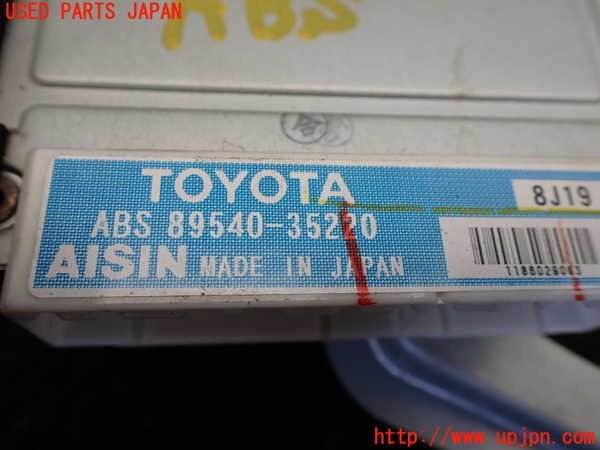 USED PARTS JAPAN
ABS
TOYOTA
8J19
ABS 89540-35220
AISIN MADE IN JAPAN
http://www.upjpn.com/